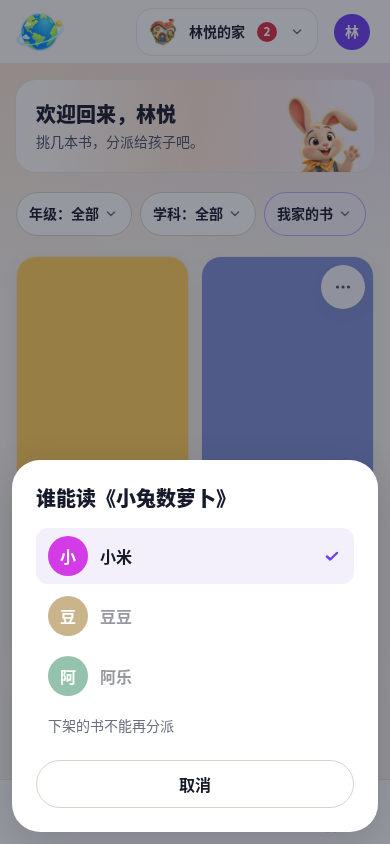 林悦的家 2
林
欢迎回来，林悦
挑几本书，分派给孩子吧。
年级：全部
学科：全部
我家的书
谁能读《小兔数萝卜》
小 小米
豆 豆豆
阿 阿乐
下架的书不能再分派
取消